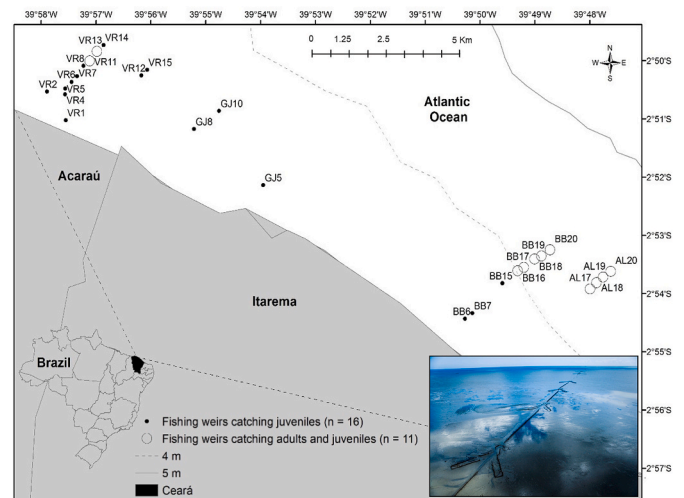 39°58'W 39°57'W 39°56'W 39°55'W 39°54'W 39°53'W 39°52'W 39°51'W 39°50'W 39°49'W 39°48'W
VR13 VR14
VR8
VR11
VR6 VR7
VR12 VR15
VR2
VR5
VR4
VR1
GJ10
GJ8
GJ5
0 1.25 2.5 5 Km
N
W E
S
2°50'S
2°51'S
2°52'S
2°53'S
2°54'S
2°55'S
2°56'S
2°57'S
Atlantic
Ocean
Acaraú
Itarema
Brazil
BB19 BB20
BB17
BB18
BB15
BB16
BB7
BB6
AL20
AL19
AL17
AL18
Fishing weirs catching juveniles (n = 16)
Fishing weirs catching adults and juveniles (n = 11)
4 m
5 m
Ceará